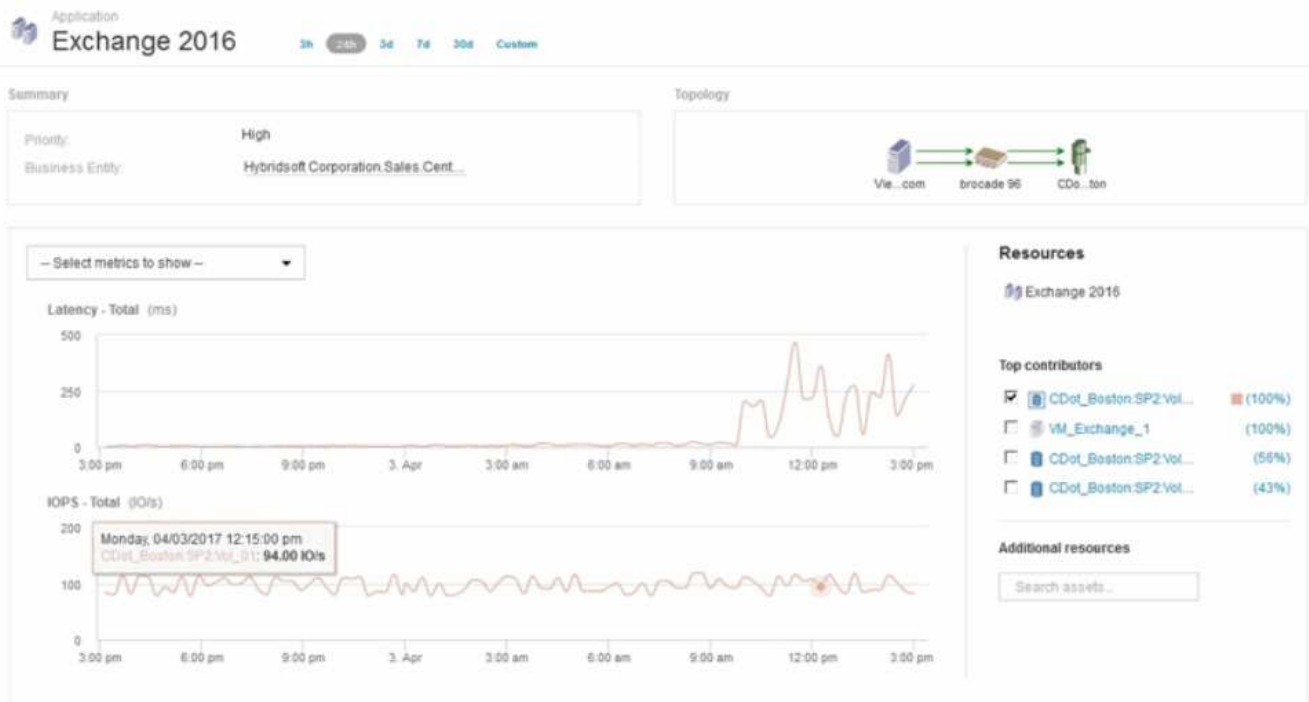 Application
Exchange 2016
3h 24h 3d 7d 30d Custom
Summary
Topology
Priority: High
Business Entity: Hybridsoft Corporation.Sales.Cent...
Vie...com brocade 96 CDo...ton
-- Select metrics to show --
Latency - Total (ms)
500
250
0
3:00 pm 6:00 pm 9:00 pm 3. Apr 3:00 am 6:00 am 9:00 am 12:00 pm 3:00 pm
IOPS - Total (IO/s)
200
Monday, 04/03/2017 12:15:00 pm
CDot_Boston:SP2:Vol_01: 94.00 IO/s
100
0
3:00 pm 6:00 pm 9:00 pm 3. Apr 3:00 am 6:00 am 9:00 am 12:00 pm 3:00 pm
Resources
Exchange 2016
Top contributors
CDot_Boston:SP2:Vol... (100%)
VM_Exchange_1 (100%)
CDot_Boston:SP2:Vol... (56%)
CDot_Boston:SP2:Vol... (43%)
Additional resources
Search assets...